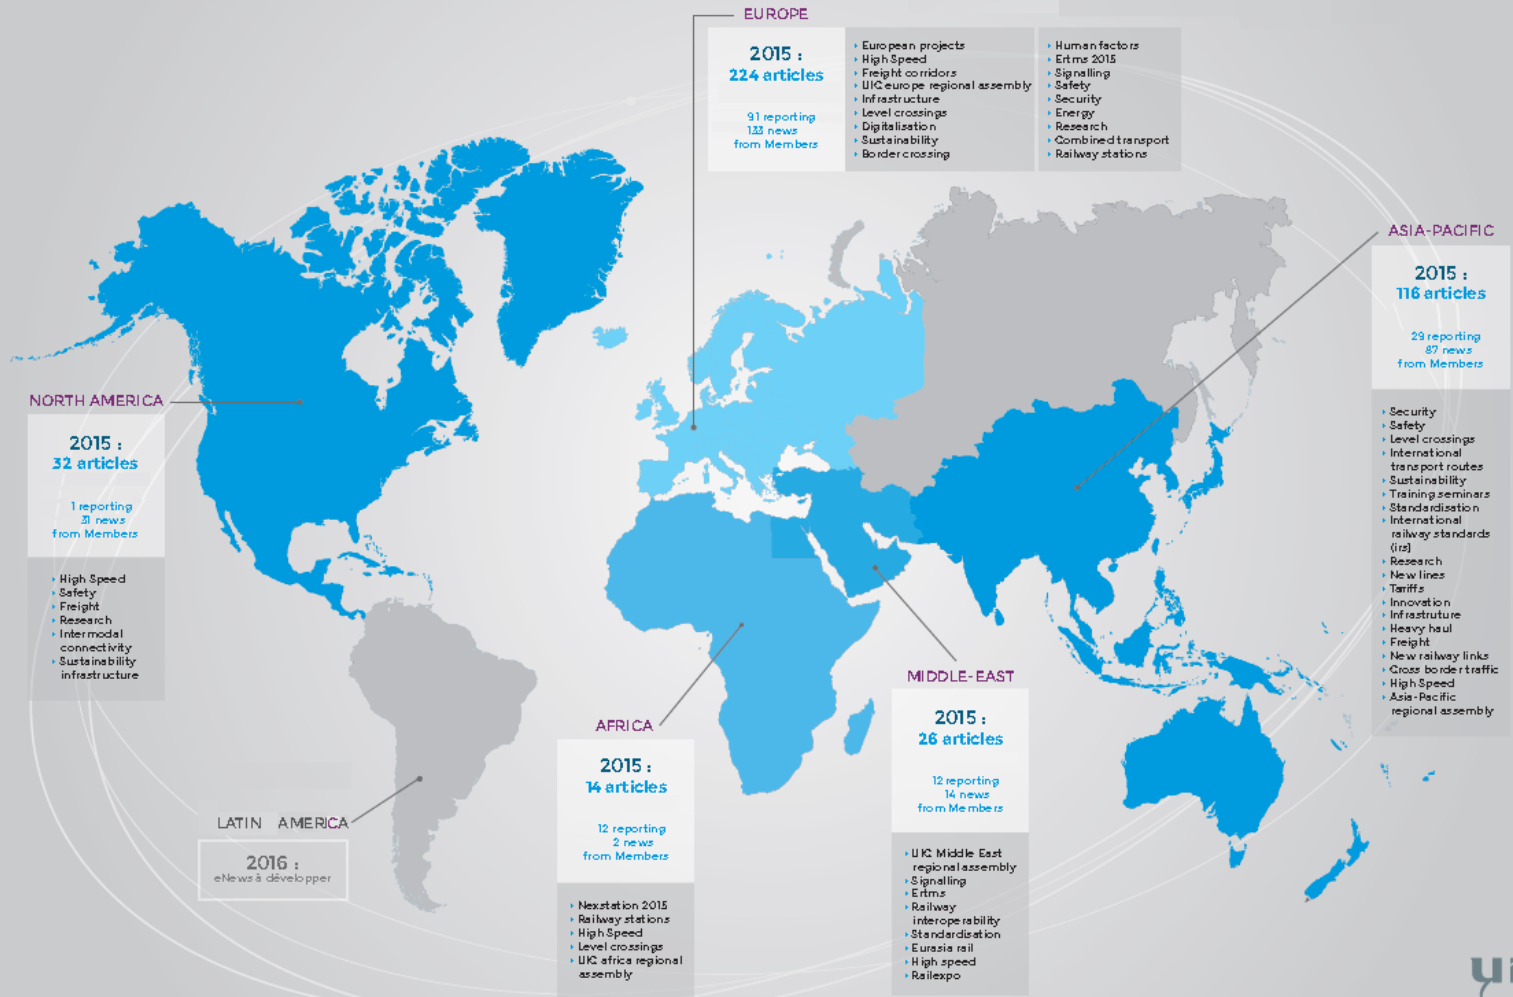 EUROPE
2015 :
224 articles
91 reporting
133 news
from Members
European projects
High Speed
Freight corridors
UIC europe regional assembly
Infrastructure
Level crossings
Digitalisation
Sustainability
Border crossing
Human factors
Ertms 2015
Signalling
Safety
Security
Energy
Research
Combined transport
Railway stations
ASIA-PACIFIC
2015 :
116 articles
29 reporting
87 news
from Members
Security
Safety
Level crossings
International
transport routes
Sustainability
Training seminars
Standardisation
International
railway standards
(irs)
Research
New lines
Tariffs
Innovation
Infrastruture
Heavy haul
Freight
New railway links
Cross border traffic
High Speed
Asia-Pacific
regional assembly
NORTH AMERICA
2015 :
32 articles
1 reporting
31 news
from Members
High Speed
Safety
Freight
Research
Intermodal
connectivity
Sustainability
infrastructure
LATIN AMERICA
2016 :
eNews à développer
AFRICA
2015 :
14 articles
12 reporting
2 news
from Members
Nexstation 2015
Railway stations
High Speed
Level crossings
UIC africa regional
assembly
MIDDLE-EAST
2015 :
26 articles
12 reporting
14 news
from Members
UIC Middle East
regional assembly
Signalling
Ertms
Railway
interoperability
Standardisation
Eurasia rail
High speed
Railexpo